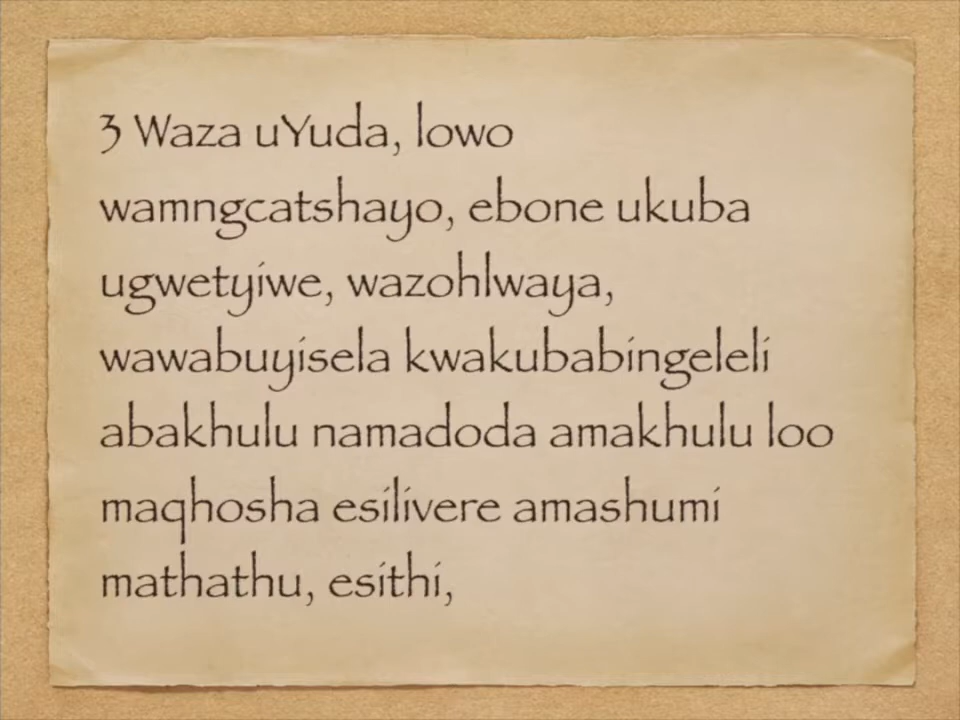 3 Waza uYuda, lowo
wamngcatshayo, ebone ukuba
ugwetyiwe, wazohlwaya,
wawabuyisela kwakubabingeleli
abakhulu namadoda amakhulu loo
maqhosha esilivere amashumi
mathathu, esithi,